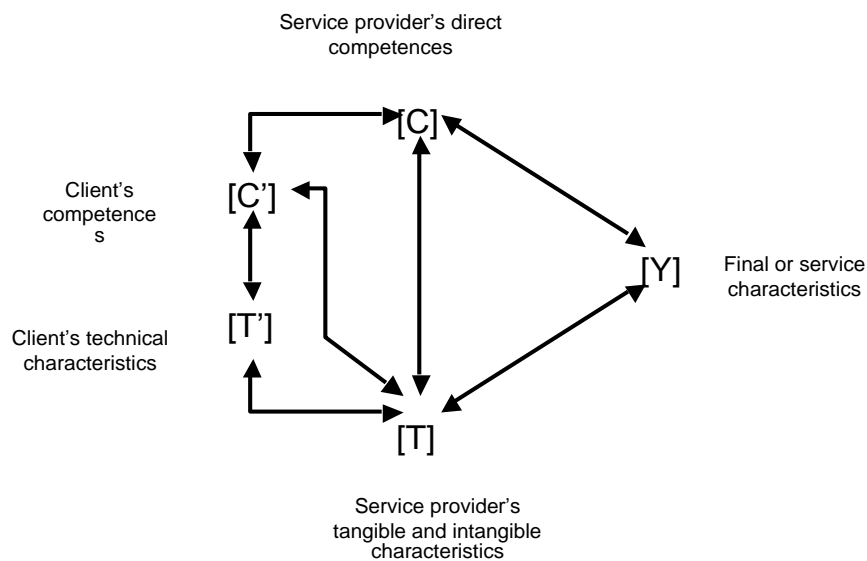 Service provider’s direct
competences
[C]
Client’s
competence
s
[C’]
[Y]
Final or service
characteristics
Client’s technical
characteristics
[T’]
[T]
Service provider’s
tangible and intangible
characteristics